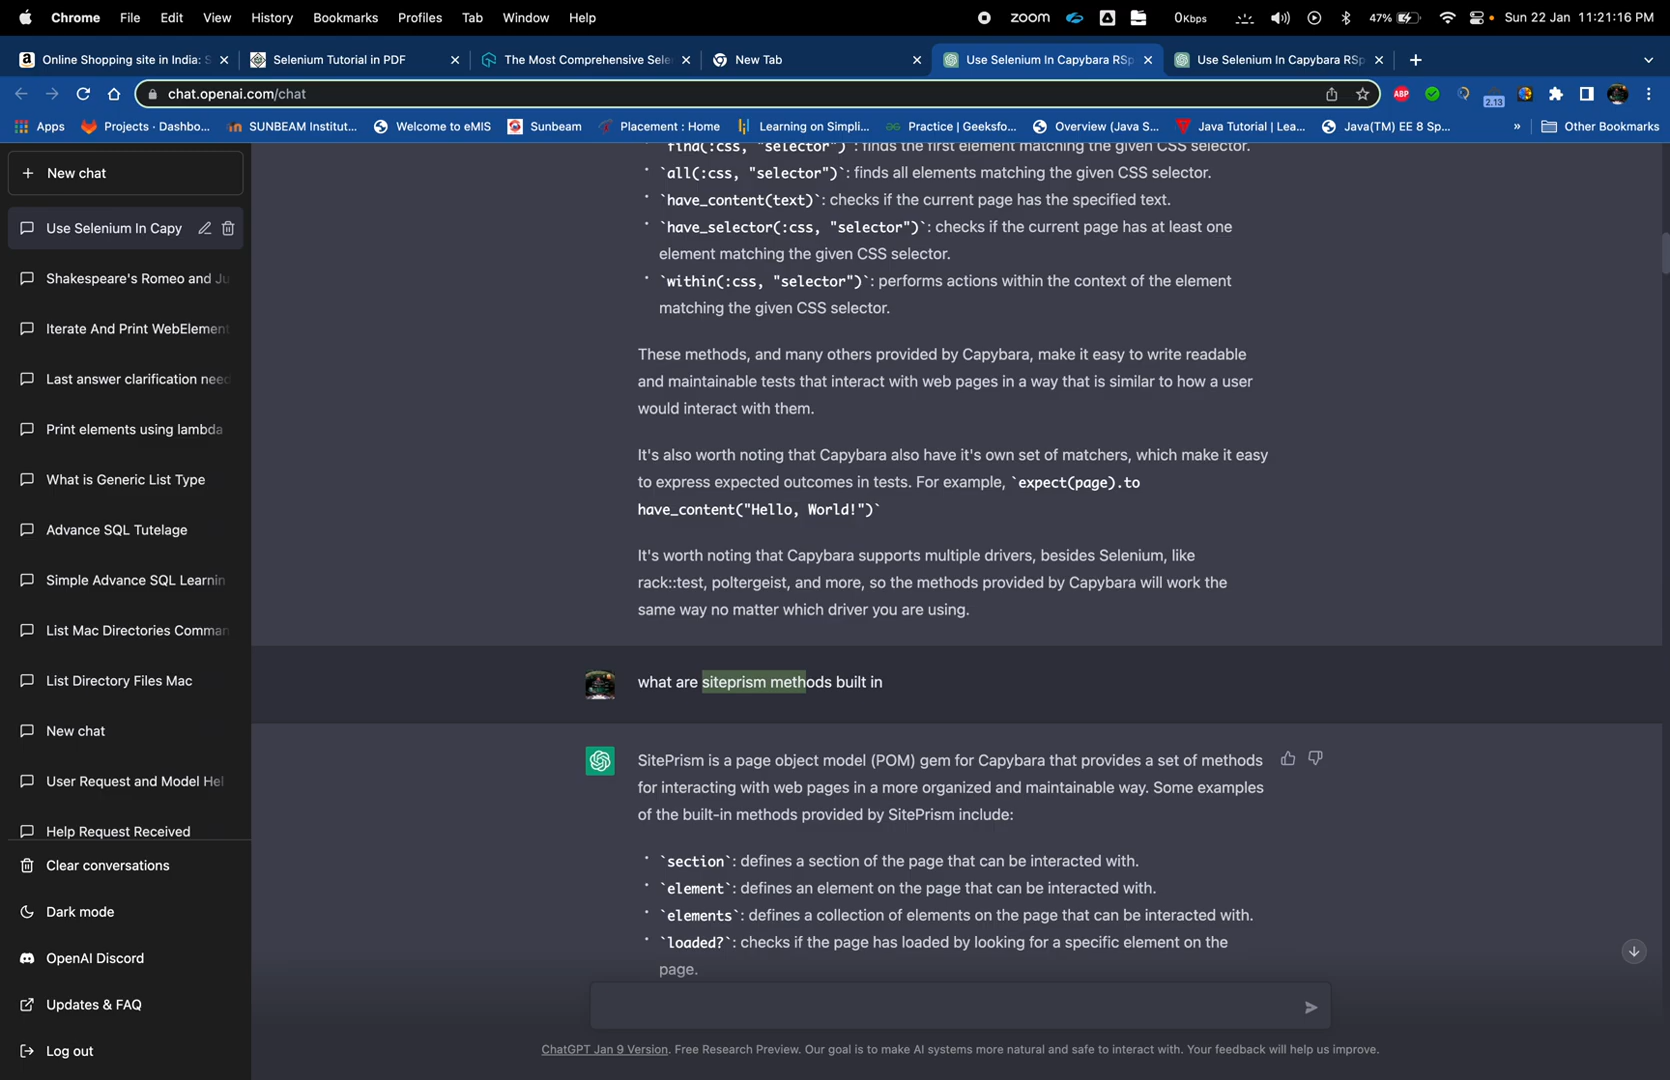 Chrome File Edit View History Bookmarks Profiles Tab Window Help zoom 0Kbps 47% Sun 22 Jan 11:21:16 PM
Online Shopping site in India: S Selenium Tutorial in PDF The Most Comprehensive Sele New Tab Use Selenium In Capybara RSp Use Selenium In Capybara RSp
chat.openai.com/chat ABP 2.13
Apps Projects · Dashbo... SUNBEAM Institut... Welcome to eMIS Sunbeam Placement : Home Learning on Simpli... Practice | Geeksfo... Overview (Java S... Java Tutorial | Lea... Java(TM) EE 8 Sp... » Other Bookmarks
New chat
Use Selenium In Capy
Shakespeare's Romeo and Ju
Iterate And Print WebElement
Last answer clarification need
Print elements using lambda
What is Generic List Type
Advance SQL Tutelage
Simple Advance SQL Learnin
List Mac Directories Comman
List Directory Files Mac
New chat
User Request and Model Hel
Help Request Received
Clear conversations
Dark mode
OpenAI Discord
Updates & FAQ
Log out
· `find(:css, "selector")`: finds the first element matching the given CSS selector.
· `all(:css, "selector")`: finds all elements matching the given CSS selector.
· `have_content(text)`: checks if the current page has the specified text.
· `have_selector(:css, "selector")`: checks if the current page has at least one
element matching the given CSS selector.
· `within(:css, "selector")`: performs actions within the context of the element
matching the given CSS selector.
These methods, and many others provided by Capybara, make it easy to write readable
and maintainable tests that interact with web pages in a way that is similar to how a user
would interact with them.
It's also worth noting that Capybara also have it's own set of matchers, which make it easy
to express expected outcomes in tests. For example, `expect(page).to
have_content("Hello, World!")`
It's worth noting that Capybara supports multiple drivers, besides Selenium, like
rack::test, poltergeist, and more, so the methods provided by Capybara will work the
same way no matter which driver you are using.
what are siteprism methods built in
SitePrism is a page object model (POM) gem for Capybara that provides a set of methods
for interacting with web pages in a more organized and maintainable way. Some examples
of the built-in methods provided by SitePrism include:
· `section`: defines a section of the page that can be interacted with.
· `element`: defines an element on the page that can be interacted with.
· `elements`: defines a collection of elements on the page that can be interacted with.
· `loaded?`: checks if the page has loaded by looking for a specific element on the
page.
ChatGPT Jan 9 Version. Free Research Preview. Our goal is to make AI systems more natural and safe to interact with. Your feedback will help us improve.